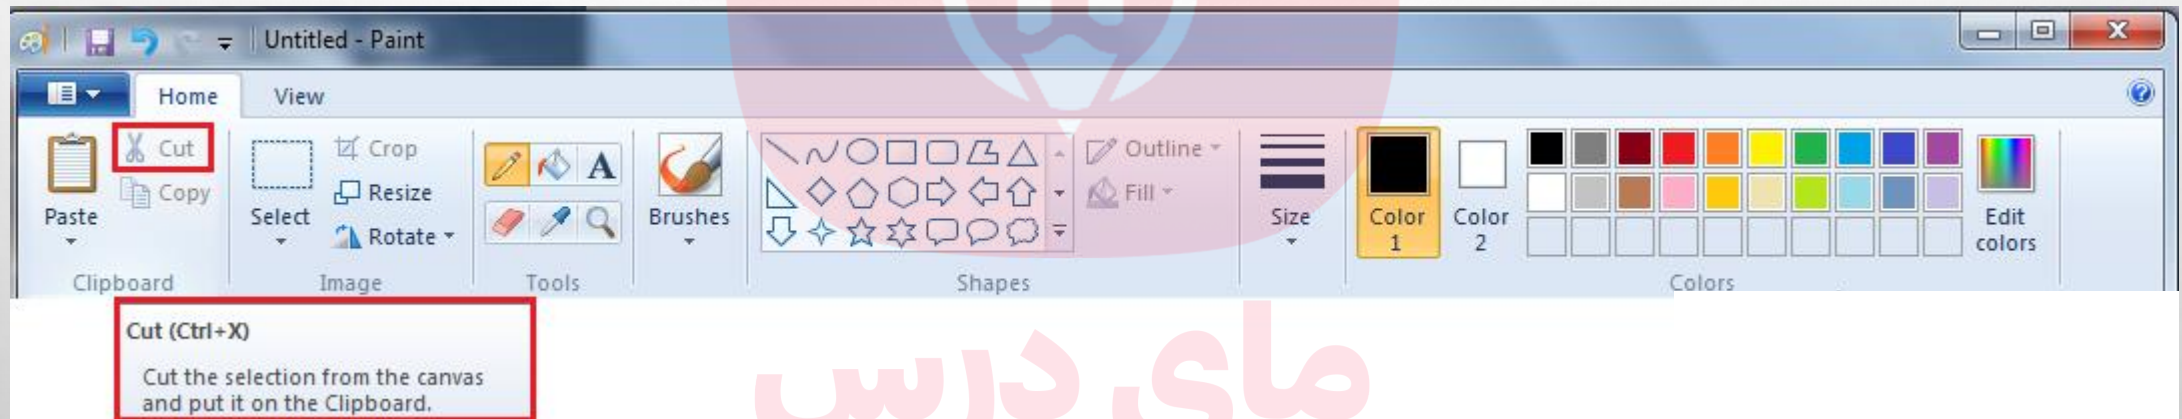 Untitled - Paint
Home View
Cut Crop Outline
Copy Resize Fill
Paste Select Rotate Brushes Size Color 1 Color 2 Edit colors
A
Clipboard Image Tools Shapes Colors
Cut (Ctrl+X)
Cut the selection from the canvas
and put it on the Clipboard.
مای درس